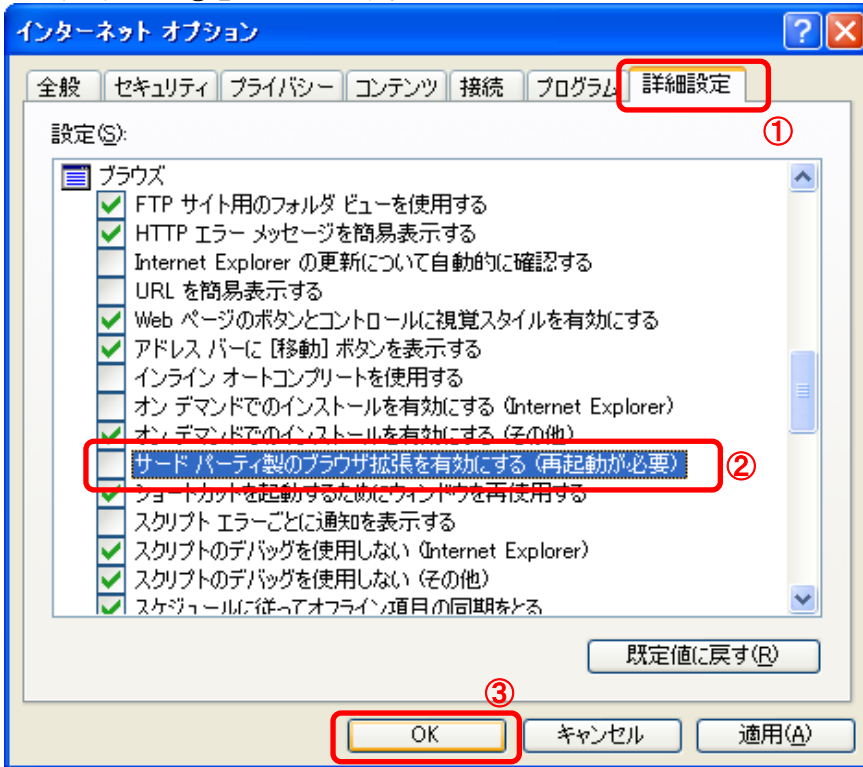 インターネット オプション
全般 セキュリティ プライバシー コンテンツ 接続 プログラム 詳細設定
①
設定(S):
ブラウズ
FTP サイト用のフォルダ ビューを使用する
HTTP エラー メッセージを簡易表示する
Internet Explorer の更新について自動的に確認する
URL を簡易表示する
Web ページのボタンとコントロールに視覚スタイルを有効にする
アドレス バーに [移動] ボタンを表示する
インライン オートコンプリートを使用する
オン デマンドでのインストールを有効にする (Internet Explorer)
オン デマンドでのインストールを有効にする (その他)
サード パーティ製のブラウザ拡張を有効にする (再起動が必要) ②
ショートカットを起動するためにウィンドウを再使用する
スクリプト エラーごとに通知を表示する
スクリプトのデバッグを使用しない (Internet Explorer)
スクリプトのデバッグを使用しない (その他)
スケジュールに従ってオフライン項目の同期をとる
既定値に戻す(R)
③
OK キャンセル 適用(A)